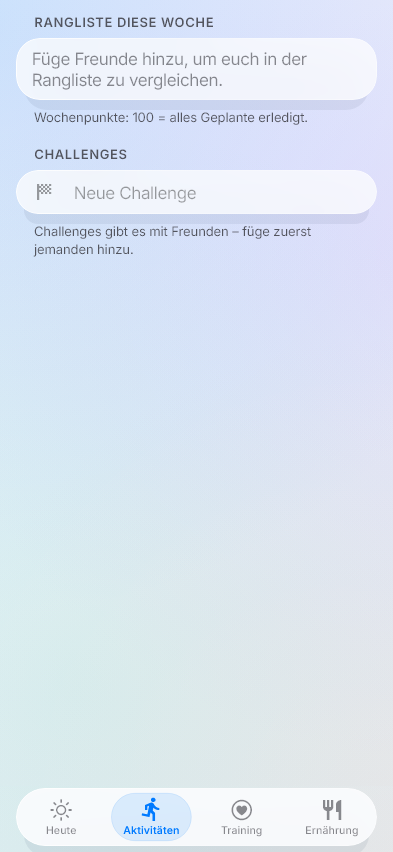 RANGLISTE DIESE WOCHE
Füge Freunde hinzu, um euch in der
Rangliste zu vergleichen.
Wochenpunkte: 100 = alles Geplante erledigt.
CHALLENGES
Neue Challenge
Challenges gibt es mit Freunden – füge zuerst
jemanden hinzu.
Heute
Aktivitäten
Training
Ernährung